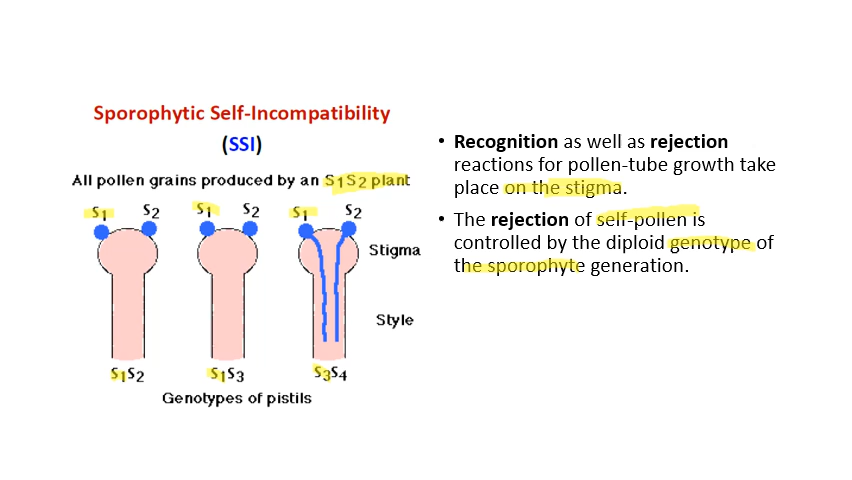 Sporophytic Self-Incompatibility
(SSI)
All pollen grains produced by an S1S2 plant
S1 S2 S1 S2 S1 S2
Stigma
Style
S1S2 S1S3 S3S4
Genotypes of pistils
• Recognition as well as rejection
reactions for pollen-tube growth take
place on the stigma.
• The rejection of self-pollen is
controlled by the diploid genotype of
the sporophyte generation.